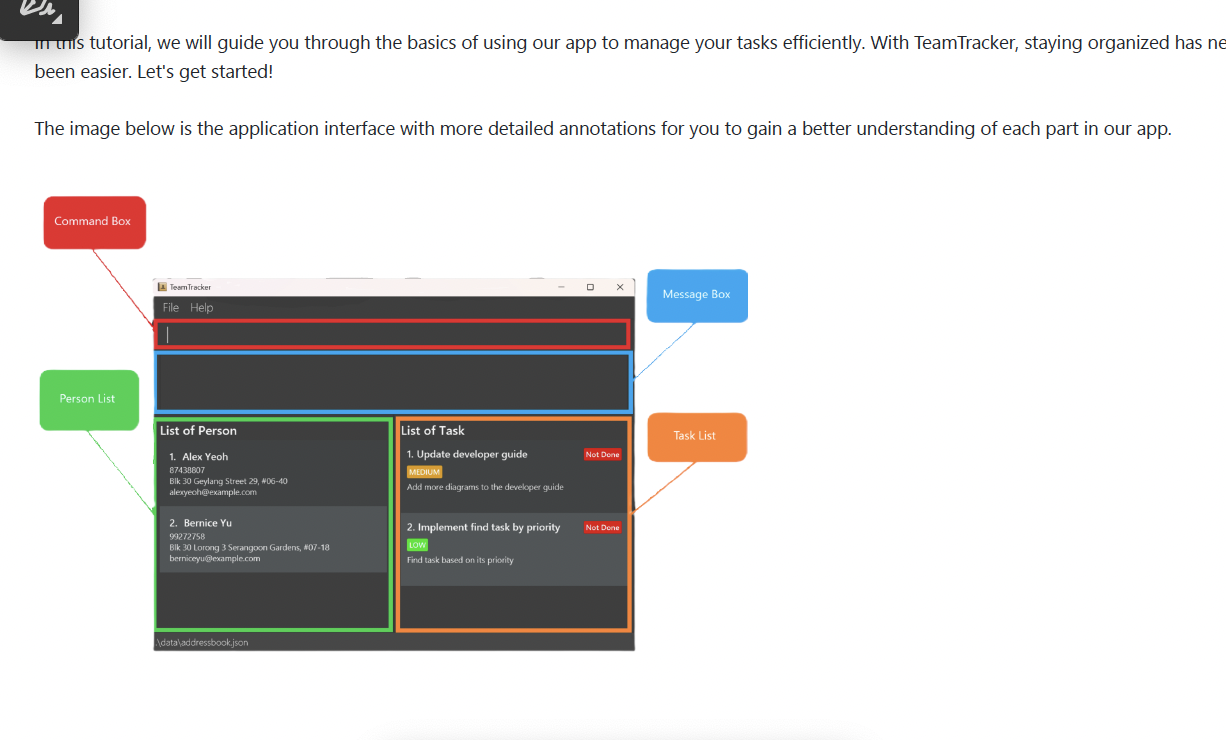 In this tutorial, we will guide you through the basics of using our app to manage your tasks efficiently. With TeamTracker, staying organized has
been easier. Let's get started!
The image below is the application interface with more detailed annotations for you to gain a better understanding of each part in our app.
Command Box
Message Box
TeamTracker
File Help
Person List
Task List
List of Person
1. Alex Yeoh
87438807
Blk 30 Geylang Street 29, #06-40
alexyeoh@example.com
2. Bernice Yu
99272758
Blk 30 Lorong 3 Serangoon Gardens, #07-18
berniceyu@example.com
List of Task
1. Update developer guide Not Done
MEDIUM
Add more diagrams to the developer guide
2. Implement find task by priority Not Done
LOW
Find task based on its priority
.\data\addressbook.json